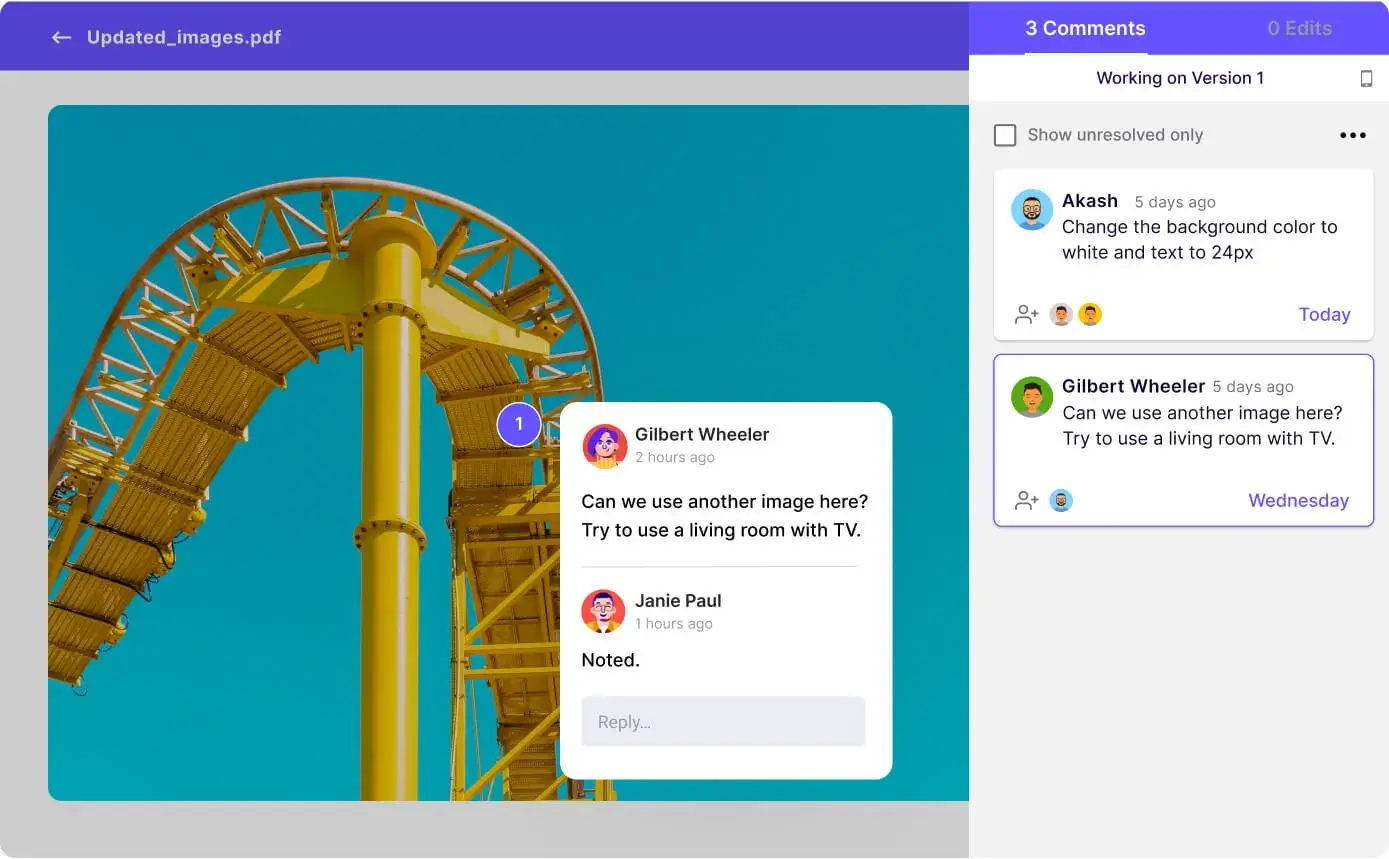 Updated_images.pdf
3 Comments
0 Edits
Working on Version 1
Show unresolved only
Akash 5 days ago
Change the background color to
white and text to 24px
Today
Gilbert Wheeler 5 days ago
Can we use another image here?
Try to use a living room with TV.
Wednesday
1
Gilbert Wheeler
2 hours ago
Can we use another image here?
Try to use a living room with TV.
Janie Paul
1 hours ago
Noted.
Reply...